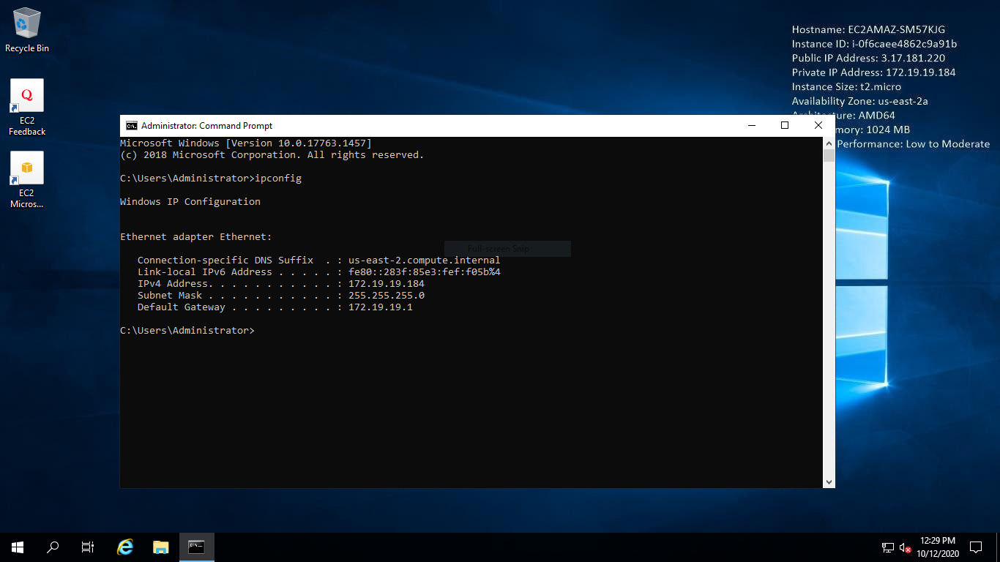 Recycle Bin
EC2
Feedback
EC2
Micros...
Hostname: EC2AMAZ-SM57KJG
Instance ID: i-0f6caee4862c9a91b
Public IP Address: 3.17.181.220
Private IP Address: 172.19.19.184
Instance Size: t2.micro
Availability Zone: us-east-2a
Architecture: AMD64
mory: 1024 MB
Performance: Low to Moderate
Administrator: Command Prompt
Microsoft Windows [Version 10.0.17763.1457]
(c) 2018 Microsoft Corporation. All rights reserved.
C:\Users\Administrator>ipconfig
Windows IP Configuration
Ethernet adapter Ethernet:
Full-screen Snip
Connection-specific DNS Suffix  . : us-east-2.compute.internal
Link-local IPv6 Address . . . . . : fe80::283f:85e3:fef:f05b%4
IPv4 Address. . . . . . . . . . . : 172.19.19.184
Subnet Mask . . . . . . . . . . . : 255.255.255.0
Default Gateway . . . . . . . . . : 172.19.19.1
C:\Users\Administrator>
12:29 PM
10/12/2020